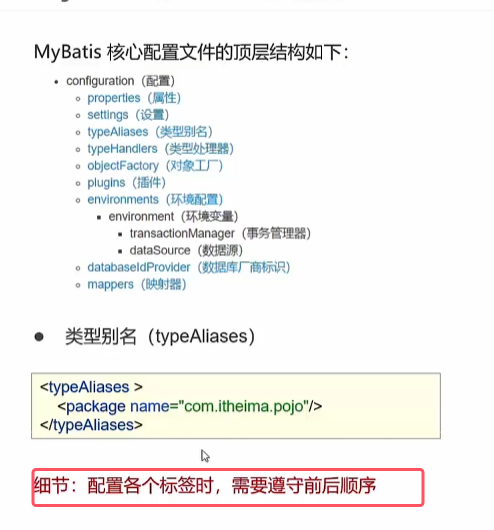 MyBatis 核心配置文件的顶层结构如下：
configuration（配置）
properties（属性）
settings（设置）
typeAliases（类型别名）
typeHandlers（类型处理器）
objectFactory（对象工厂）
plugins（插件）
environments（环境配置）
environment（环境变量）
transactionManager（事务管理器）
dataSource（数据源）
databaseIdProvider（数据库厂商标识）
mappers（映射器）
类型别名（typeAliases）
<typeAliases >
<package name="com.itheima.pojo"/>
</typeAliases>
细节：配置各个标签时，需要遵守前后顺序